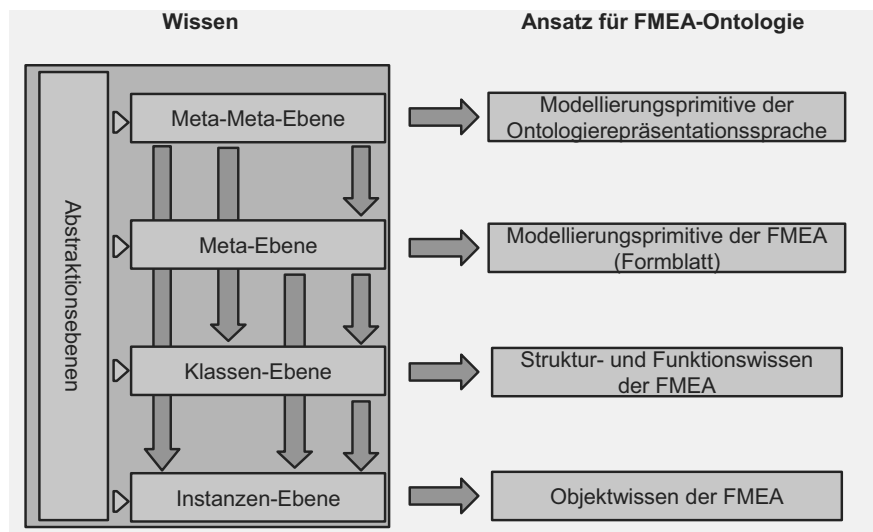 Wissen
Ansatz für FMEA-Ontologie
Abstraktionsebenen
Meta-Meta-Ebene
Modellierungsprimitive der
Ontologierepräsentationssprache
Meta-Ebene
Modellierungsprimitive der FMEA
(Formblatt)
Klassen-Ebene
Struktur- und Funktionswissen
der FMEA
Instanzen-Ebene
Objektwissen der FMEA